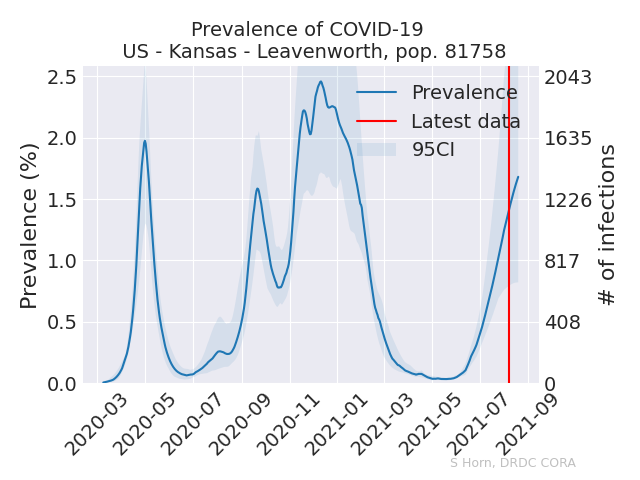 Prevalence of COVID-19
US - Kansas - Leavenworth, pop. 81758
2.5
2.0
1.5
1.0
0.5
0.0
Prevalence (%)
Prevalence
Latest data
95CI
2043
1635
1226
817
408
0
# of infections
2020-03
2020-05
2020-07
2020-09
2020-11
2021-01
2021-03
2021-05
2021-07
2021-09
S Horn, DRDC CORA